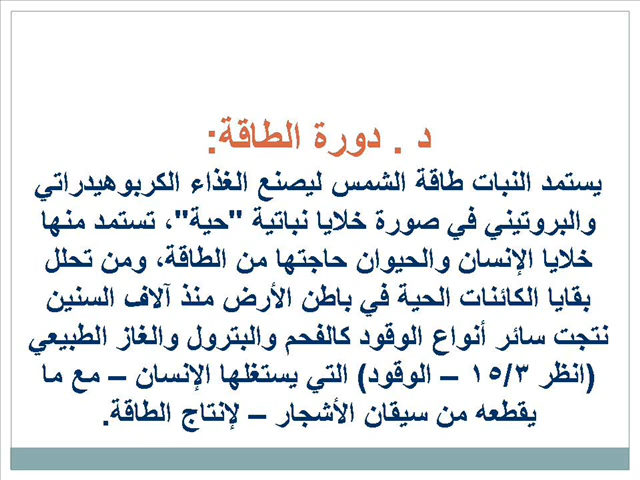 د . دورة الطاقة:
يستمد النبات طاقة الشمس ليصنع الغذاء الكربوهيدراتي
والبروتيني في صورة خلايا نباتية "حية"، تستمد منها
خلايا الإنسان والحيوان حاجتها من الطاقة، ومن تحلل
بقايا الكائنات الحية في باطن الأرض منذ آلاف السنين
نتجت سائر أنواع الوقود كالفحم والبترول والغاز الطبيعي
(انظر ١٥/٣ – الوقود) التي يستغلها الإنسان – مع ما
يقطعه من سيقان الأشجار – لإنتاج الطاقة.